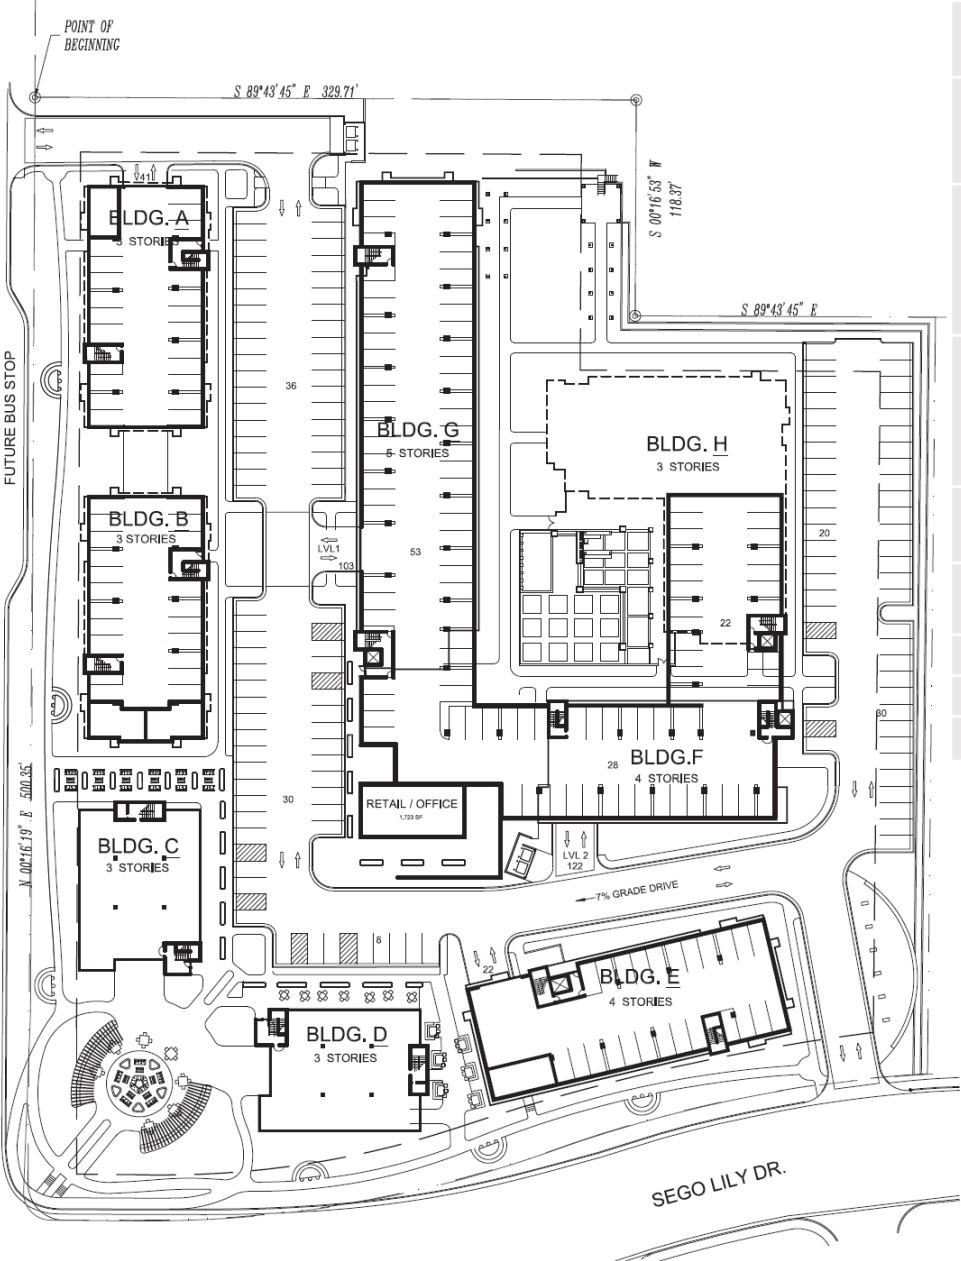 POINT OF
BEGINNING
S 89°43'45" E 329.71'
S 00°16'53" W
118.37'
S 89°43'45" E
41
BLDG. A
3 STORIES
FUTURE BUS STOP
36
BLDG. G
5 STORIES
BLDG. H
3 STORIES
BLDG. B
3 STORIES
LVL1
103
53
20
22
60
N 00°16'19" E 500.35'
BLDG.F
28
4 STORIES
30
RETAIL / OFFICE
1,723 SF
BLDG. C
3 STORIES
LVL 2
122
7% GRADE DRIVE
8
22
BLDG. E
4 STORIES
BLDG. D
3 STORIES
SEGO LILY DR.